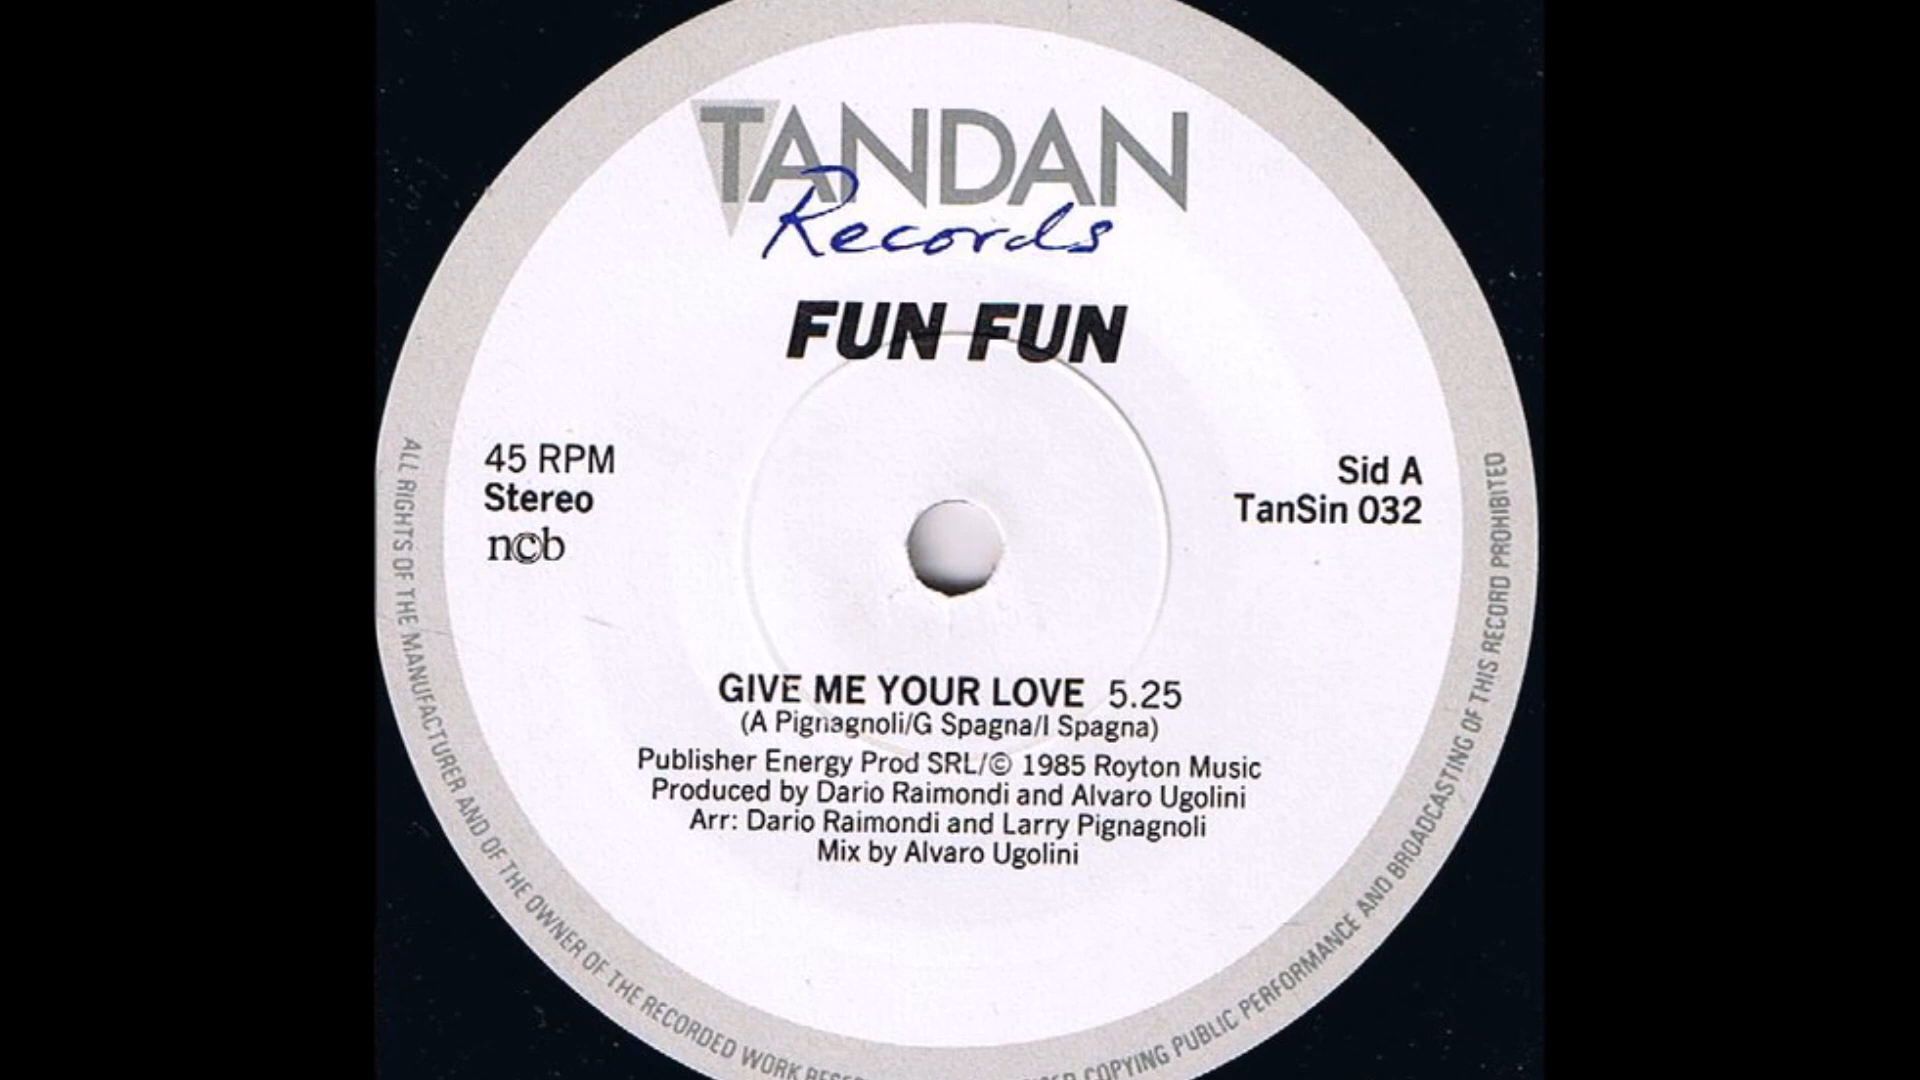 TANDAN
Records
FUN FUN
45 RPM
Stereo
ncb
Sid A
TanSin 032
GIVE ME YOUR LOVE 5.25
(A Pignagnoli/G Spagna/I Spagna)
Publisher Energy Prod SRL/© 1985 Royton Music
Produced by Dario Raimondi and Alvaro Ugolini
Arr: Dario Raimondi and Larry Pignagnoli
Mix by Alvaro Ugolini
ALL RIGHTS OF THE MANUFACTURER AND OF THE OWNER OF THE RECORDED WORK
COPYING PUBLIC PERFORMANCE AND BROADCASTING OF THIS RECORD PROHIBITED